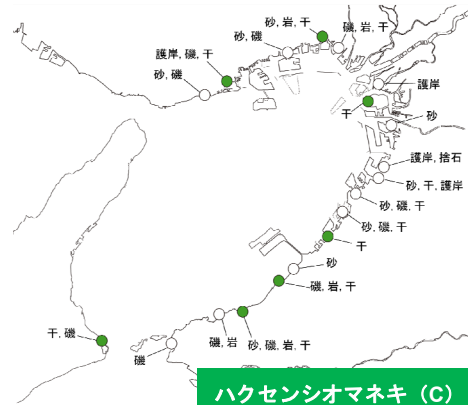 砂, 岩, 干
磯, 岩, 干
砂, 磯
護岸, 磯, 干
砂, 磯
護岸
干
砂
護岸, 捨石
砂, 干, 護岸
砂, 磯, 干
砂, 磯, 干
干
砂
磯, 岩, 干
砂, 磯, 岩, 干
磯, 岩
干, 磯
磯
ハクセンシオマネキ（C）